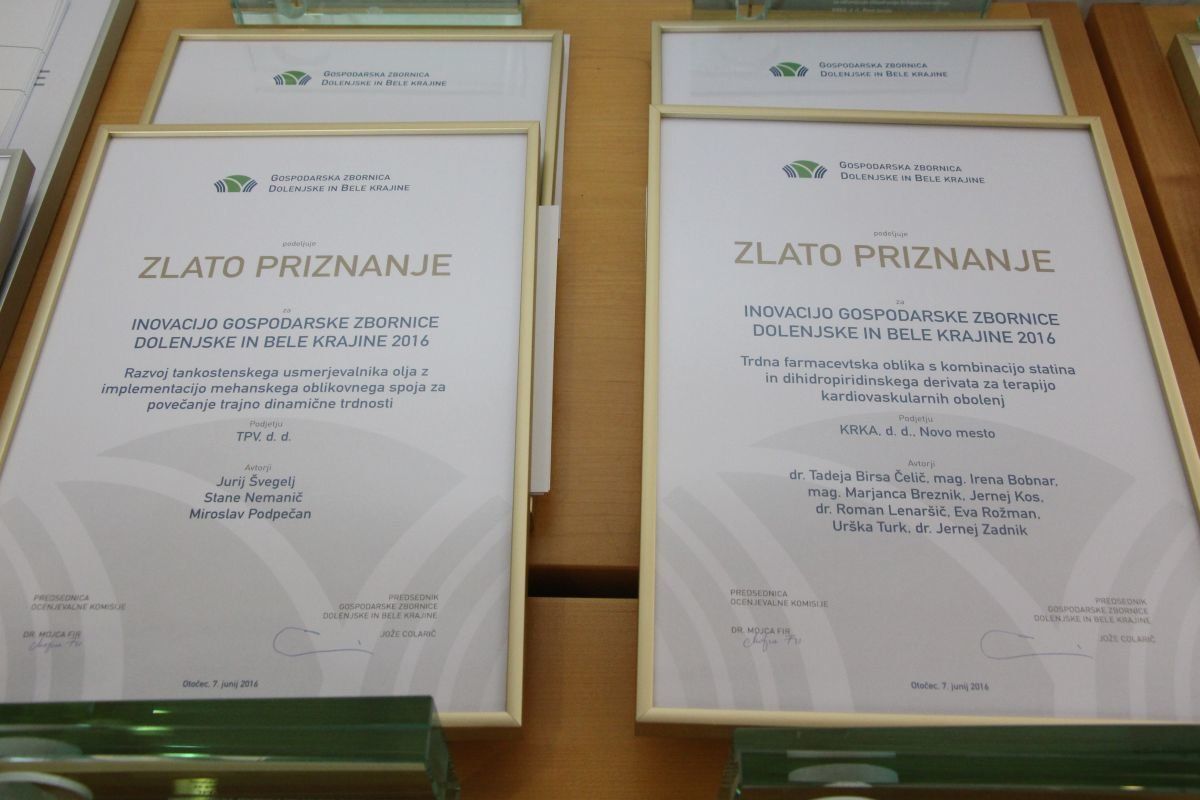 GOSPODARSKA ZBORNICA
DOLENJSKE IN BELE KRAJINE
GOSPODARSKA ZBORNICA
DOLENJSKE IN BELE KRAJINE
GOSPODARSKA ZBORNICA
DOLENJSKE IN BELE KRAJINE
podeljuje
ZLATO PRIZNANJE
za
INOVACIJO GOSPODARSKE ZBORNICE
DOLENJSKE IN BELE KRAJINE 2016
Razvoj tankostenskega usmerjevalnika olja z
implementacijo mehanskega oblikovnega spoja za
povečanje trajno dinamične trdnosti
Podjetju
TPV, d. d.
Avtorji
Jurij Švegelj
Stane Nemanič
Miroslav Podpečan
PREDSEDNICA
OCENJEVALNE KOMISIJE
DR. MOJCA FIR
PREDSEDNIK
GOSPODARSKE ZBORNICE
DOLENJSKE IN BELE KRAJINE
JOŽE COLARIČ
Otočec, 7. junij 2016
GOSPODARSKA ZBORNICA
DOLENJSKE IN BELE KRAJINE
podeljuje
ZLATO PRIZNANJE
za
INOVACIJO GOSPODARSKE ZBORNICE
DOLENJSKE IN BELE KRAJINE 2016
Trdna farmacevtska oblika s kombinacijo statina
in dihidropiridinskega derivata za terapijo
kardiovaskularnih obolenj
Podjetju
KRKA, d. d., Novo mesto
Avtorji
dr. Tadeja Birsa Čelič, mag. Irena Bobnar,
mag. Marjanca Breznik, Jernej Kos,
dr. Roman Lenaršič, Eva Rožman,
Urška Turk, dr. Jernej Zadnik
PREDSEDNICA
OCENJEVALNE KOMISIJE
DR. MOJCA FIR
PREDSEDNIK
GOSPODARSKE ZBORNICE
DOLENJSKE IN BELE KRAJINE
JOŽE COLARIČ
Otočec, 7. junij 2016